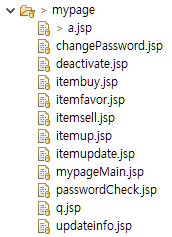 > mypage
> a.jsp
changePassword.jsp
deactivate.jsp
itembuy.jsp
itemfavor.jsp
itemsell.jsp
itemup.jsp
itemupdate.jsp
mypageMain.jsp
passwordCheck.jsp
q.jsp
updateinfo.jsp